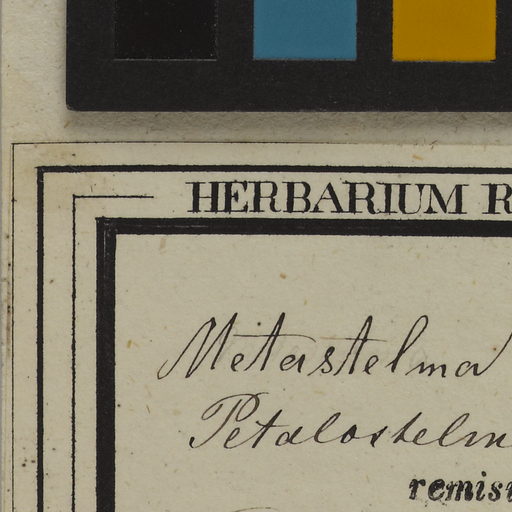 HERBARIUM R
Metastelma
Petalostelm
remis